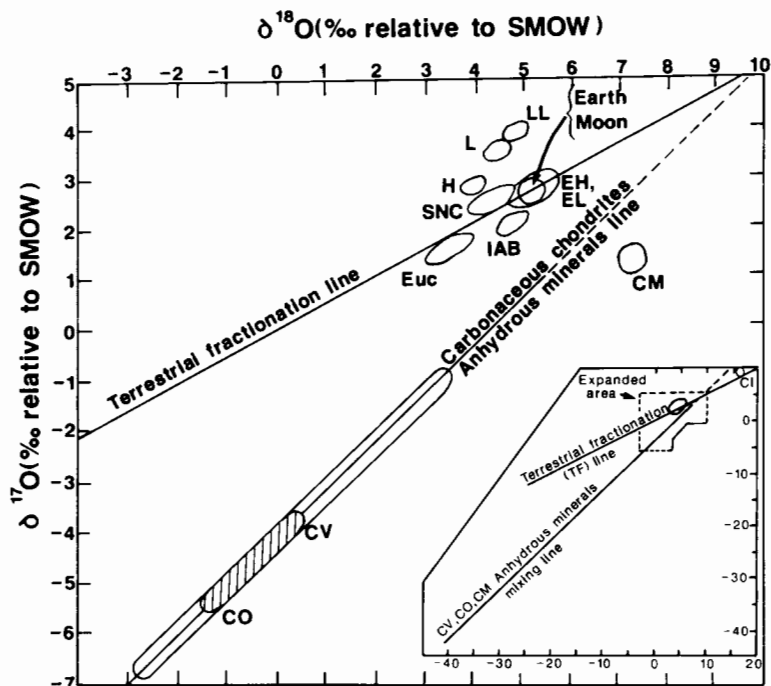 δ¹⁸O(‰ relative to SMOW)
-3 -2 -1 0 1 2 3 4 5 6 7 8 9 10
δ¹⁷O(‰ relative to SMOW)
5
4
3
2
1
0
-1
-2
-3
-4
-5
-6
-7
Earth
Moon
LL
L
H
SNC
EH,
EL
IAB
Euc
CM
Terrestrial fractionation line
Carbonaceous chondrites
Anhydrous minerals line
CV
CO
Expanded
area
CI
Terrestrial fractionation
(TF) line
CV,CO,CM Anhydrous minerals
mixing line
0
-10
-20
-30
-40
-40 -30 -20 -10 0 10 20